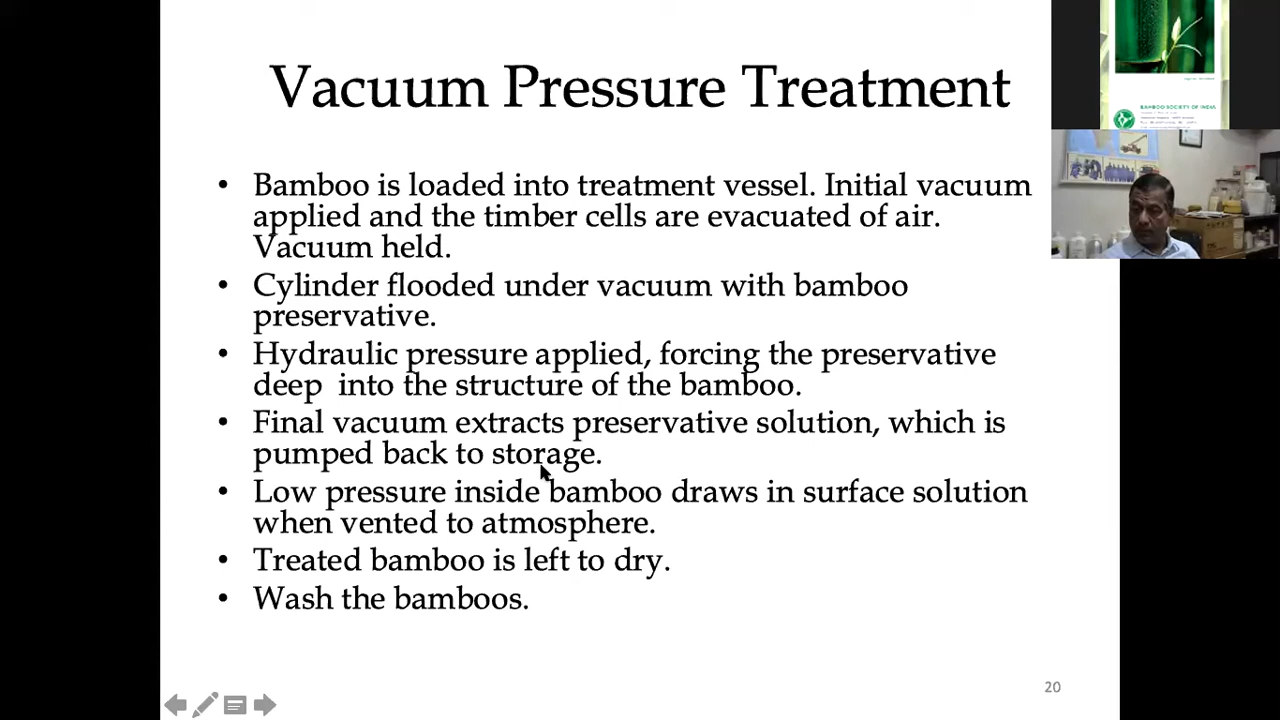 Vacuum Pressure Treatment
• Bamboo is loaded into treatment vessel. Initial vacuum
applied and the timber cells are evacuated of air.
Vacuum held.
• Cylinder flooded under vacuum with bamboo
preservative.
• Hydraulic pressure applied, forcing the preservative
deep  into the structure of the bamboo.
• Final vacuum extracts preservative solution, which is
pumped back to storage.
• Low pressure inside bamboo draws in surface solution
when vented to atmosphere.
• Treated bamboo is left to dry.
• Wash the bamboos.
20
BAMBOO SOCIETY OF INDIA